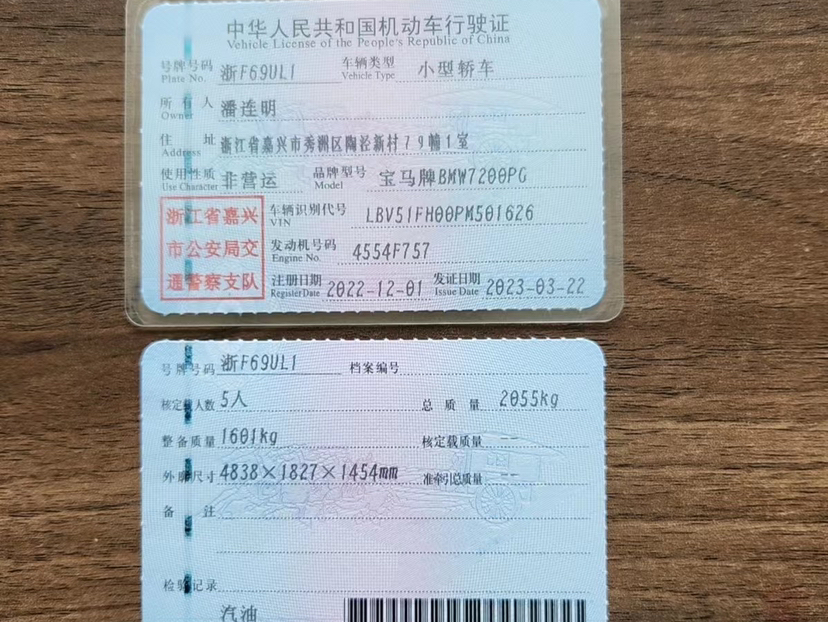 中华人民共和国机动车行驶证
Vehicle License of the People's Republic of China
号牌号码 浙F69UL1 车辆类型 小型轿车
Plate No. Vehicle Type
所有人 潘连明
Owner
住址 浙江省嘉兴市秀洲区陶泾新村79幢1室
Address
使用性质 非营运 品牌型号 宝马牌BMW7200PG
Use Character Model
浙江省嘉兴 车辆识别代号 LBV51FH00PM501626
VIN
市公安局交 发动机号码 4554F757
Engine No.
通警察支队 注册日期 2022-12-01 发证日期 2023-03-22
Register Date Issue Date
号牌号码 浙F69UL1 档案编号
核定载人数 5人 总质量 2055kg
整备质量 1601kg 核定载质量 --
外廓尺寸 4838×1827×1454mm 准牵引总质量 --
备注
检验记录
汽油